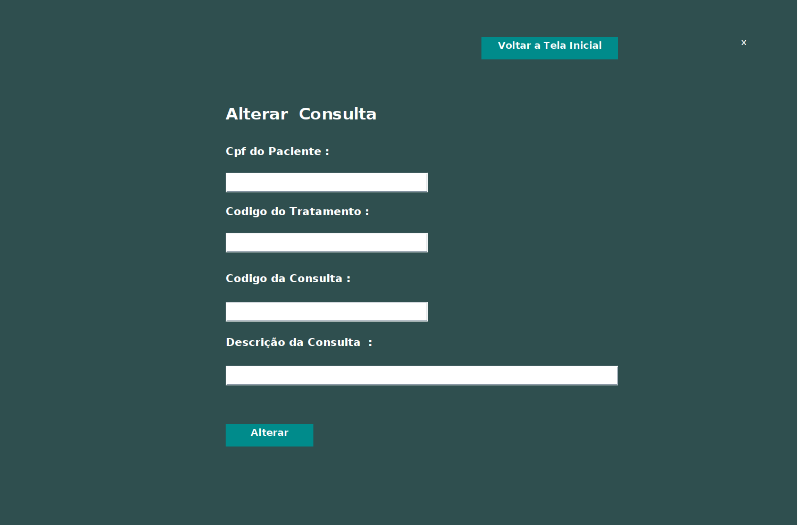 Voltar a Tela Inicial
x
Alterar Consulta
Cpf do Paciente :
Codigo do Tratamento :
Codigo da Consulta :
Descrição da Consulta :
Alterar